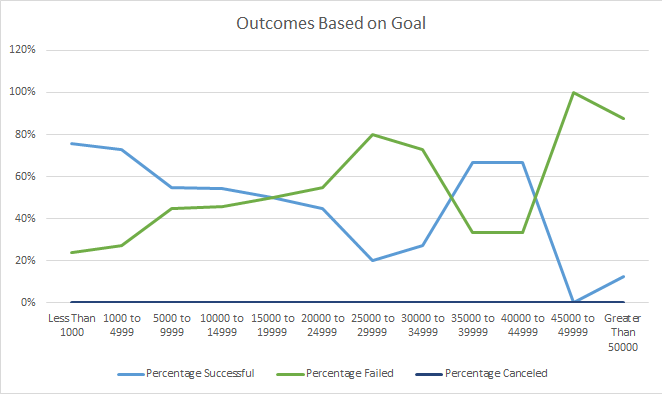 Outcomes Based on Goal
120%
100%
80%
60%
40%
20%
0%
Less Than 1000 to 5000 to 10000 to 15000 to 20000 to 25000 to 30000 to 35000 to 40000 to 45000 to Greater
1000 4999 9999 14999 19999 24999 29999 34999 39999 44999 49999 Than
50000
Percentage Successful Percentage Failed Percentage Canceled